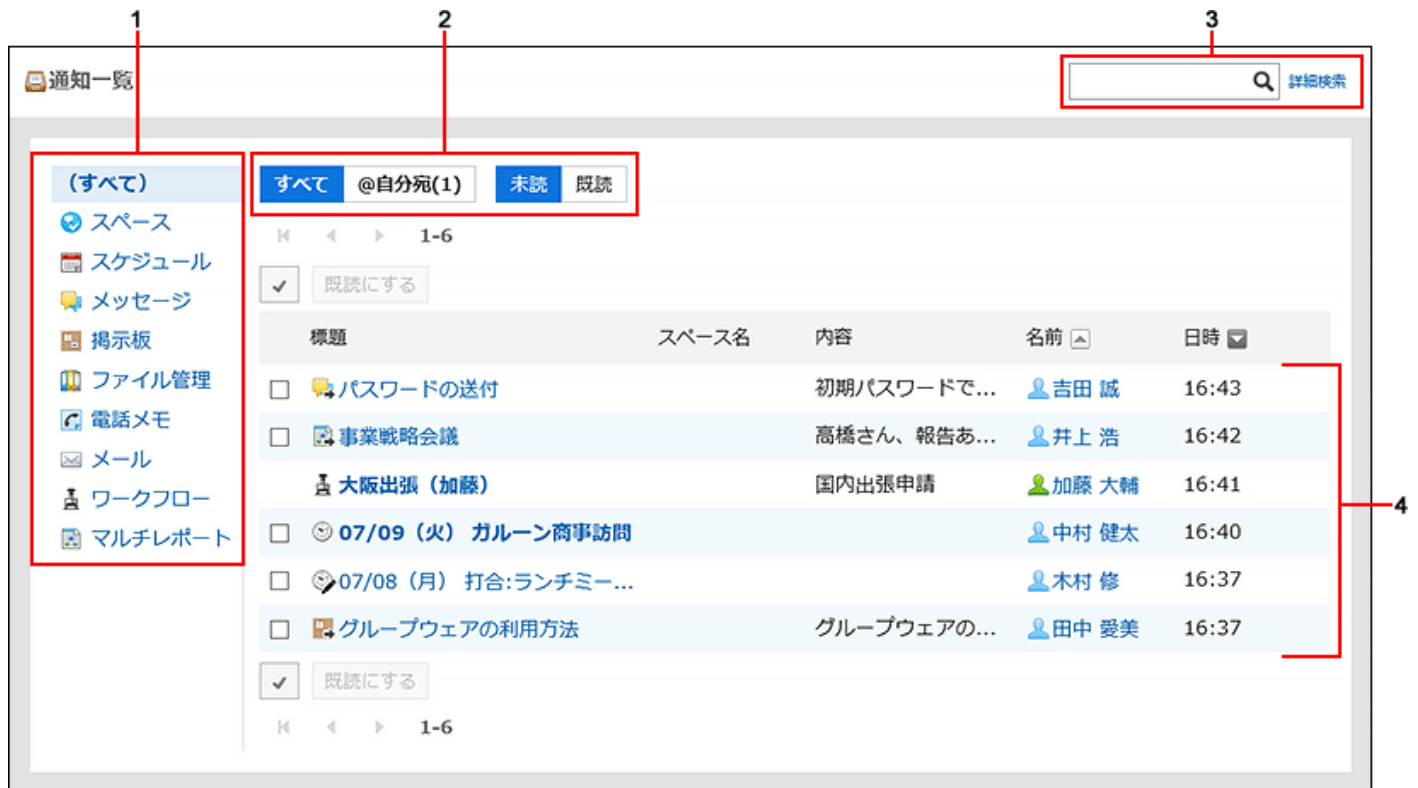 1 2 3
通知一覧 詳細検索
(すべて)
スペース
スケジュール
メッセージ
掲示板
ファイル管理
電話メモ
メール
ワークフロー
マルチレポート
すべて @自分宛(1) 未読 既読
1-6
既読にする
標題 スペース名 内容 名前 日時
パスワードの送付 初期パスワードで... 吉田 誠 16:43
事業戦略会議 高橋さん、報告あ... 井上 浩 16:42
大阪出張（加藤） 国内出張申請 加藤 大輔 16:41
07/09（火） ガルーン商事訪問 中村 健太 16:40
07/08（月） 打合:ランチミー... 木村 修 16:37
グループウェアの利用方法 グループウェアの... 田中 愛美 16:37
4
既読にする
1-6